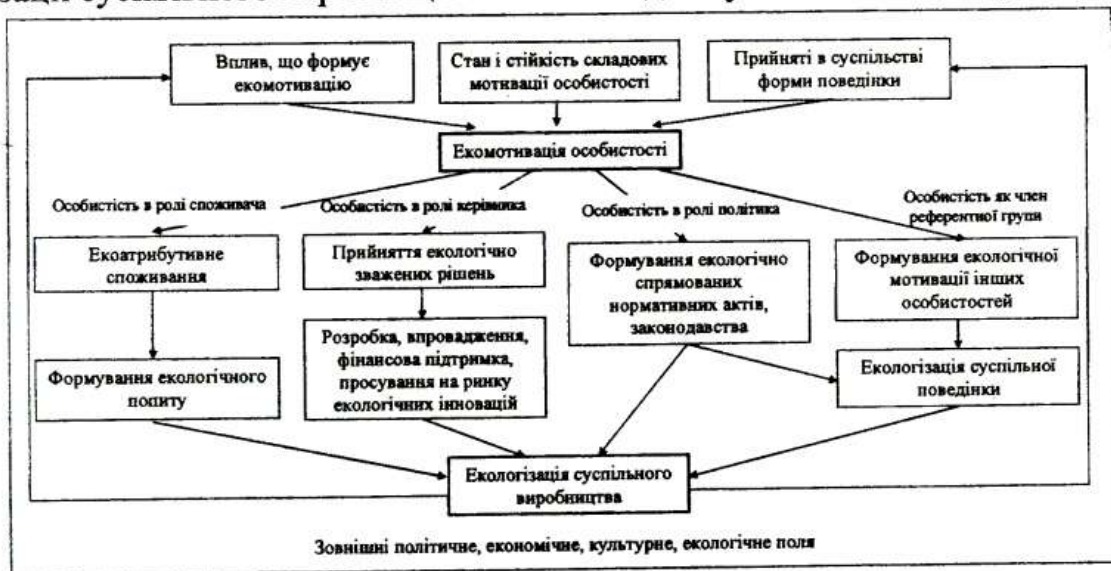 Вплив, що формує
екомотивацію
Стан і стійкість складових
мотивації особистості
Прийняті в суспільстві
форми поведінки
Екомотивація особистості
Особистість в ролі споживача
Особистість в ролі керівника
Особистість в ролі політика
Особистість як член
референтної групи
Екоатрибутивне
споживання
Прийняття екологічно
зважених рішень
Формування екологічно
спрямованих
нормативних актів,
законодавства
Формування екологічної
мотивації інших
особистостей
Формування екологічного
попиту
Розробка, впровадження,
фінансова підтримка,
просування на ринку
екологічних інновацій
Екологізація суспільної
поведінки
Екологізація суспільного
виробництва
Зовнішні політичне, економічне, культурне, екологічне поля